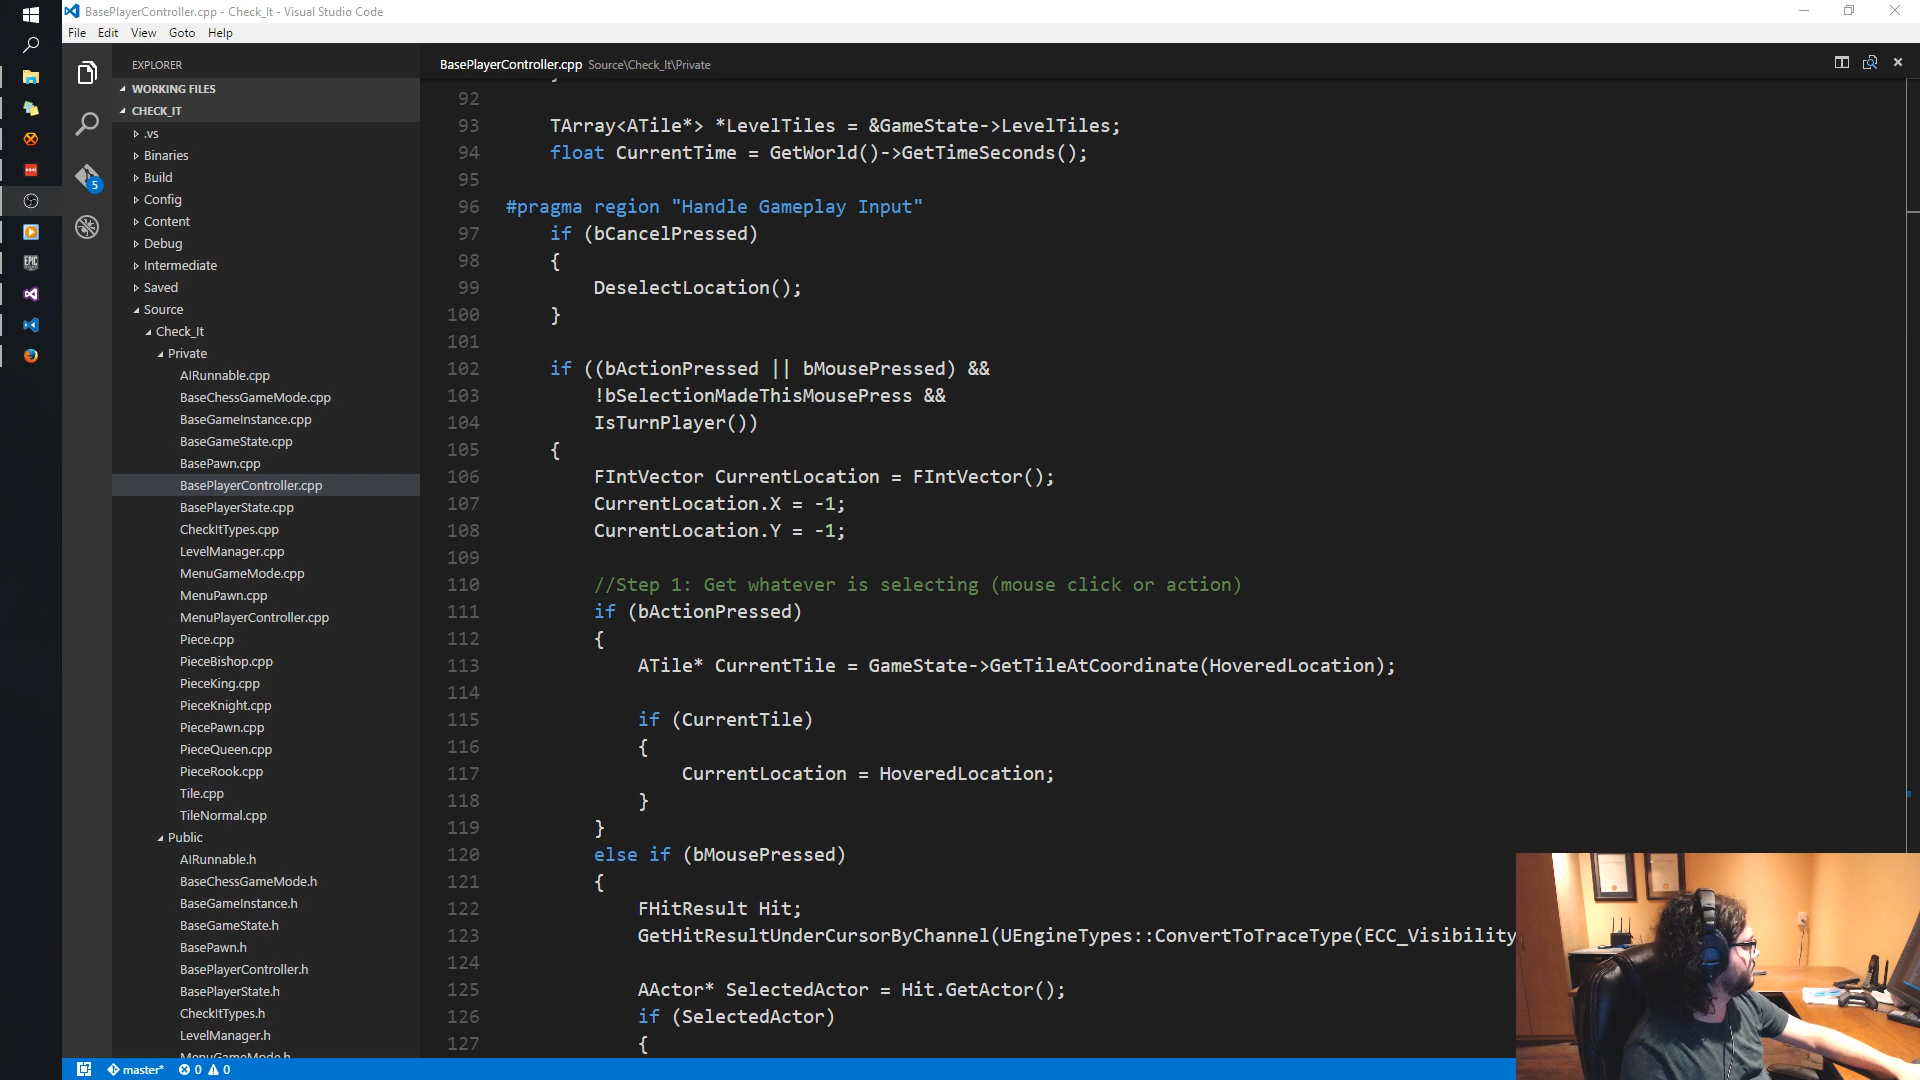 BasePlayerController.cpp - Check_It - Visual Studio Code
File Edit View Goto Help
EXPLORER
WORKING FILES
CHECK_IT
.vs
Binaries
Build
Config
Content
Debug
Intermediate
Saved
Source
Check_It
Private
AIRunnable.cpp
BaseChessGameMode.cpp
BaseGameInstance.cpp
BaseGameState.cpp
BasePawn.cpp
BasePlayerController.cpp
BasePlayerState.cpp
CheckItTypes.cpp
LevelManager.cpp
MenuGameMode.cpp
MenuPawn.cpp
MenuPlayerController.cpp
Piece.cpp
PieceBishop.cpp
PieceKing.cpp
PieceKnight.cpp
PiecePawn.cpp
PieceQueen.cpp
PieceRook.cpp
Tile.cpp
TileNormal.cpp
Public
AIRunnable.h
BaseChessGameMode.h
BaseGameInstance.h
BaseGameState.h
BasePawn.h
BasePlayerController.h
BasePlayerState.h
CheckItTypes.h
LevelManager.h
MenuGameMode.h
5
EPIC
BasePlayerController.cpp Source\Check_It\Private
92
93 TArray<ATile*> *LevelTiles = &GameState->LevelTiles;
94 float CurrentTime = GetWorld()->GetTimeSeconds();
95
96 #pragma region "Handle Gameplay Input"
97 if (bCancelPressed)
98 {
99 DeselectLocation();
100 }
101
102 if ((bActionPressed || bMousePressed) &&
103 !bSelectionMadeThisMousePress &&
104 IsTurnPlayer())
105 {
106 FIntVector CurrentLocation = FIntVector();
107 CurrentLocation.X = -1;
108 CurrentLocation.Y = -1;
109
110 //Step 1: Get whatever is selecting (mouse click or action)
111 if (bActionPressed)
112 {
113 ATile* CurrentTile = GameState->GetTileAtCoordinate(HoveredLocation);
114
115 if (CurrentTile)
116 {
117 CurrentLocation = HoveredLocation;
118 }
119 }
120 else if (bMousePressed)
121 {
122 FHitResult Hit;
123 GetHitResultUnderCursorByChannel(UEngineTypes::ConvertToTraceType(ECC_Visibility
124
125 AActor* SelectedActor = Hit.GetActor();
126 if (SelectedActor)
127 {
master* 0 0